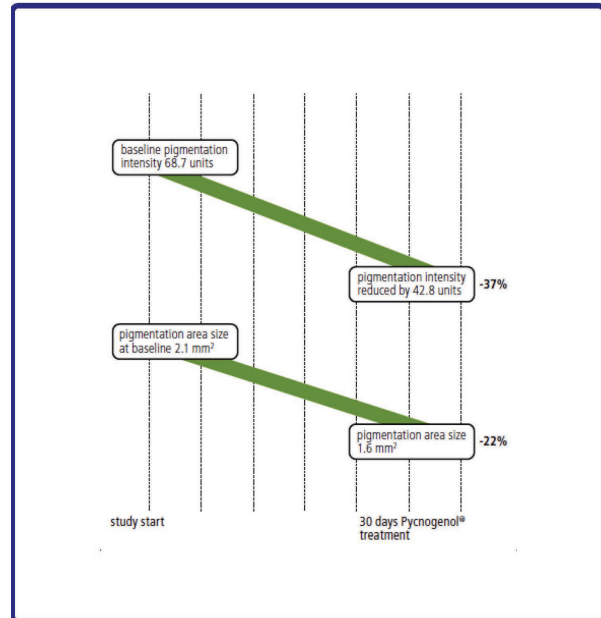 baseline pigmentation
intensity 68.7 units
pigmentation intensity
reduced by 42.8 units
-37%
pigmentation area size
at baseline 2.1 mm²
pigmentation area size
1.6 mm²
-22%
study start
30 days Pycnogenol®
treatment